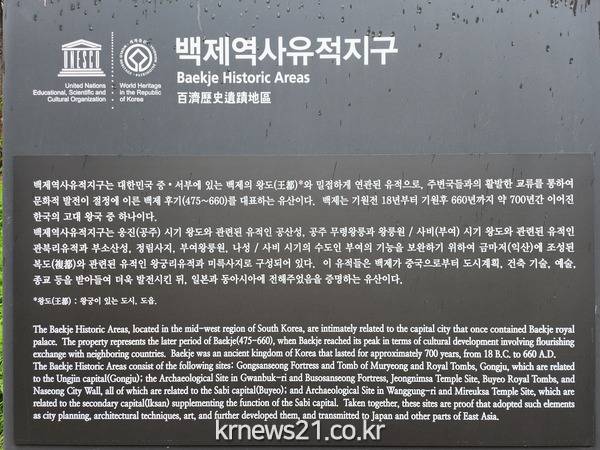 백제역사유적지구
Baekje Historic Areas
百濟歷史遺蹟地區
UNESCO
United Nations
Educational, Scientific and
Cultural Organization
World Heritage
in the Republic
of Korea
백제역사유적지구는 대한민국 중・서부에 있는 백제의 왕도(王都)*와 밀접하게 연관된 유적으로, 주변국들과의 활발한 교류를 통하여
문화적 발전이 절정에 이른 백제 후기(475~660)를 대표하는 유산이다. 백제는 기원전 18년부터 기원후 660년까지 약 700년간 이어진
한국의 고대 왕국 중 하나이다.
백제역사유적지구는 웅진(공주) 시기 왕도와 관련된 유적인 공산성, 공주 무령왕릉과 왕릉원 / 사비(부여) 시기 왕도와 관련된 유적인
관북리유적과 부소산성, 정림사지, 부여왕릉원, 나성 / 사비 시기의 수도인 부여의 기능을 보완하기 위하여 금마저(익산)에 조성된
복도(複都)와 관련된 유적인 왕궁리유적과 미륵사지로 구성되어 있다. 이 유적들은 백제가 중국으로부터 도시계획, 건축 기술, 예술,
종교 등을 받아들여 더욱 발전시킨 뒤, 일본과 동아시아에 전해주었음을 증명하는 유산이다.
*왕도(王都) : 왕궁이 있는 도시. 도읍.
The Baekje Historic Areas, located in the mid-west region of South Korea, are intimately related to the capital city that once contained Baekje royal
palace. The property represents the later period of Baekje(475-660), when Baekje reached its peak in terms of cultural development involving flourishing
exchange with neighboring countries. Baekje was an ancient kingdom of Korea that lasted for approximately 700 years, from 18 B.C. to 660 A.D.
The Baekje Historic Areas consist of the following sites: Gongsanseong Fortress and Tomb of Muryeong and Royal Tombs, Gongju, which are related
to the Ungjin capital(Gongju); the Archaeological Site in Gwanbuk-ri and Busosanseong Fortress, Jeongnimsa Temple Site, Buyeo Royal Tombs, and
Naseong City Wall, all of which are related to the Sabi capital(Buyeo); and Archaeological Site in Wanggung-ri and Mireuksa Temple Site, which are
related to the secondary capital(Iksan) supplementing the function of the Sabi capital. Taken together, these sites are proof that adopted such elements
as city planning, architectural techniques, art, and further developed them, and transmitted to Japan and other parts of East Asia.
krnews21.co.kr